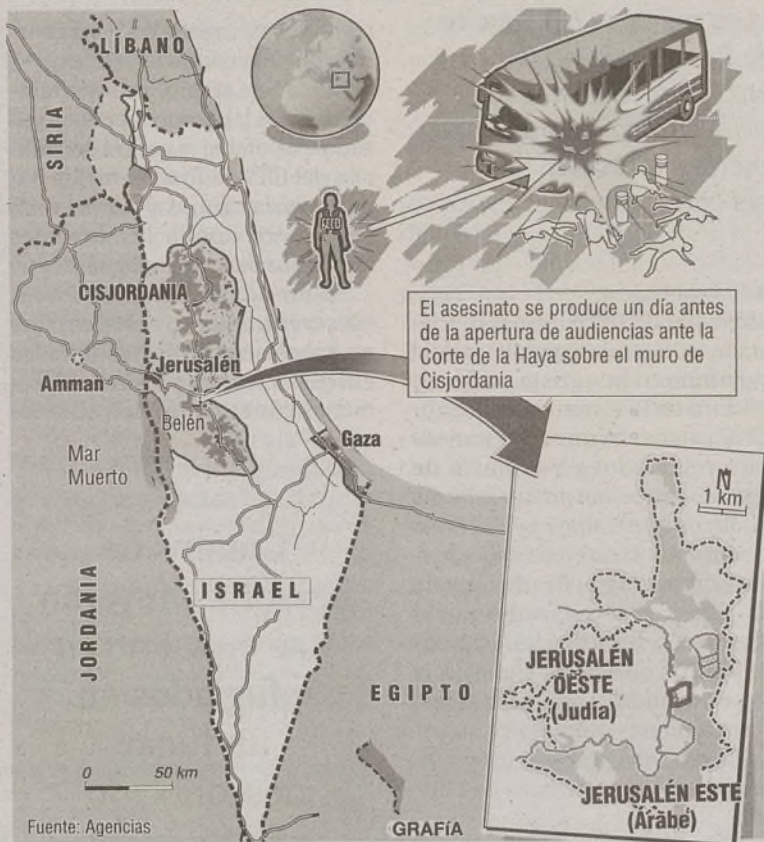 LÍBANO
SIRIA
CISJORDANIA
Jerusalén
Amman
Belén
Gaza
Mar
Muerto
JORDANIA
ISRAEL
EGIPTO
0 50 km
Fuente: Agencias
GRAFÍA
El asesinato se produce un día antes
de la apertura de audiencias ante la
Corte de la Haya sobre el muro de
Cisjordania
N
1 km
JERUSALÉN
OESTE
(Judía)
JERUSALÉN ESTE
(Árabe)